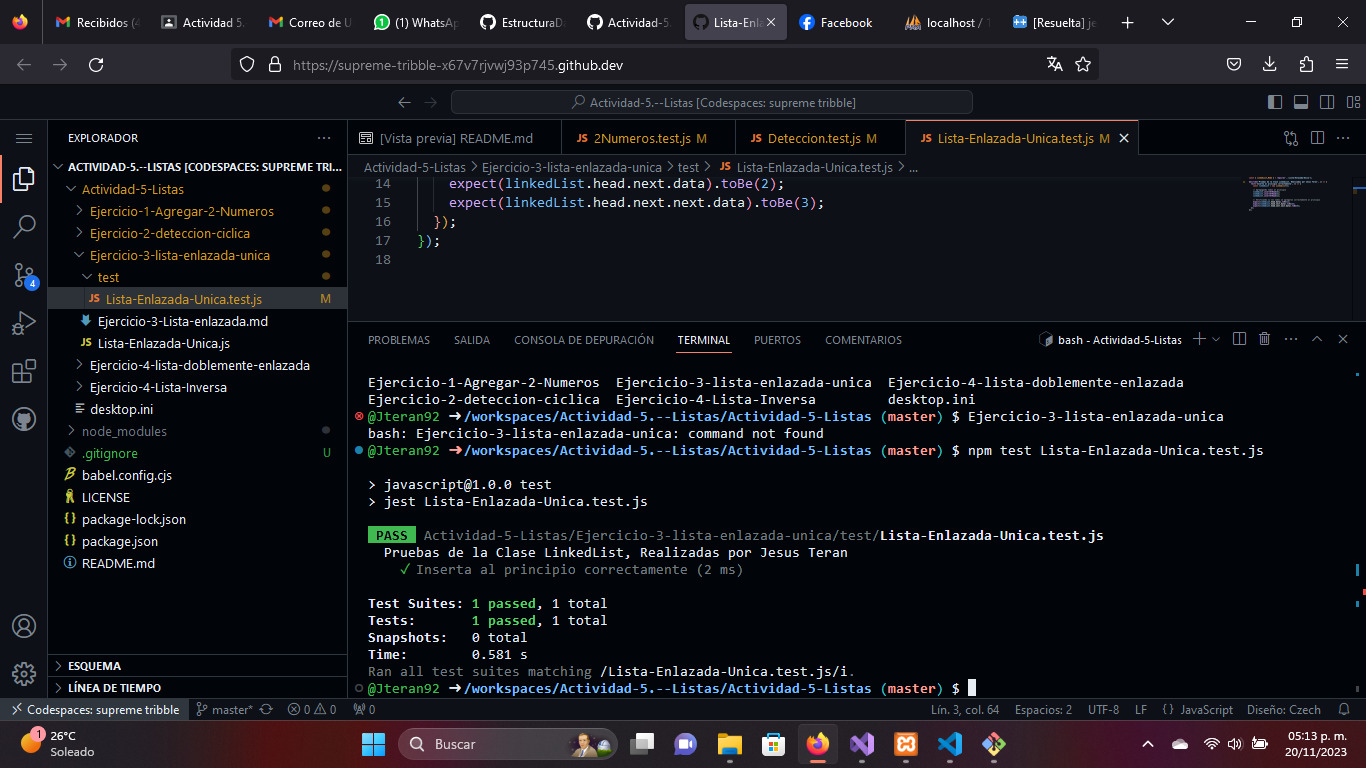 Recibidos (4
Actividad 5.
Correo de U
(1) WhatsAp
EstructuraDa
Actividad-5.
Lista-Enla
Facebook
localhost / 1
[Resuelta] je
https://supreme-tribble-x67v7rjvwj93p745.github.dev
Actividad-5.--Listas [Codespaces: supreme tribble]
EXPLORADOR
ACTIVIDAD-5.--LISTAS [CODESPACES: SUPREME TRI...
Actividad-5-Listas
Ejercicio-1-Agregar-2-Numeros
Ejercicio-2-deteccion-ciclica
Ejercicio-3-lista-enlazada-unica
test
JS Lista-Enlazada-Unica.test.js M
Ejercicio-3-Lista-enlazada.md
JS Lista-Enlazada-Unica.js
Ejercicio-4-lista-doblemente-enlazada
Ejercicio-4-Lista-Inversa
desktop.ini
node_modules
.gitignore U
babel.config.cjs
LICENSE
package-lock.json
package.json
README.md
ESQUEMA
LÍNEA DE TIEMPO
4
[Vista previa] README.md
JS 2Numeros.test.js M
JS Deteccion.test.js M
JS Lista-Enlazada-Unica.test.js M
Actividad-5-Listas > Ejercicio-3-lista-enlazada-unica > test > JS Lista-Enlazada-Unica.test.js > ...
14 expect(linkedList.head.next.data).toBe(2);
15 expect(linkedList.head.next.next.data).toBe(3);
16 });
17 });
18
PROBLEMAS SALIDA CONSOLA DE DEPURACIÓN TERMINAL PUERTOS COMENTARIOS
bash - Actividad-5-Listas
Ejercicio-1-Agregar-2-Numeros Ejercicio-3-lista-enlazada-unica Ejercicio-4-lista-doblemente-enlazada
Ejercicio-2-deteccion-ciclica Ejercicio-4-Lista-Inversa desktop.ini
@Jteran92 ➜ /workspaces/Actividad-5.--Listas/Actividad-5-Listas (master) $ Ejercicio-3-lista-enlazada-unica
bash: Ejercicio-3-lista-enlazada-unica: command not found
@Jteran92 ➜ /workspaces/Actividad-5.--Listas/Actividad-5-Listas (master) $ npm test Lista-Enlazada-Unica.test.js
> javascript@1.0.0 test
> jest Lista-Enlazada-Unica.test.js
PASS Actividad-5-Listas/Ejercicio-3-lista-enlazada-unica/test/Lista-Enlazada-Unica.test.js
Pruebas de la Clase LinkedList, Realizadas por Jesus Teran
✓ Inserta al principio correctamente (2 ms)
Test Suites: 1 passed, 1 total
Tests: 1 passed, 1 total
Snapshots: 0 total
Time: 0.581 s
Ran all test suites matching /Lista-Enlazada-Unica.test.js/i.
@Jteran92 ➜ /workspaces/Actividad-5.--Listas/Actividad-5-Listas (master) $
Codespaces: supreme tribble
master*
0 0
0
Lín. 3, col. 64
Espacios: 2
UTF-8
LF
{} JavaScript
Diseño: Czech
1
26°C
Soleado
Buscar
05:13 p. m.
20/11/2023